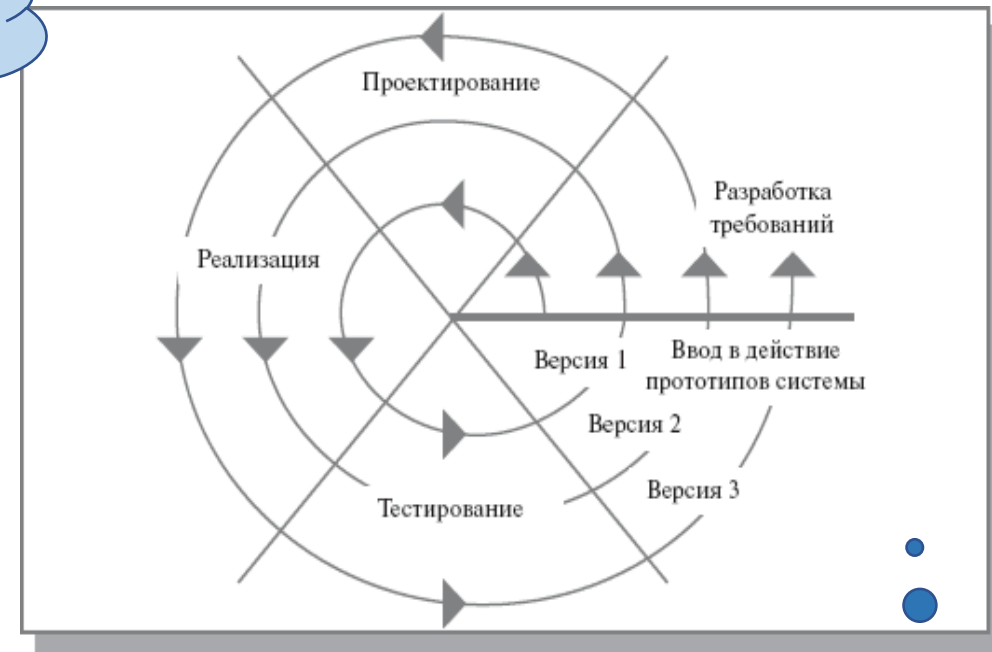 Проектирование
Разработка
требований
Реализация
Версия 1
Ввод в действие
прототипов системы
Версия 2
Версия 3
Тестирование